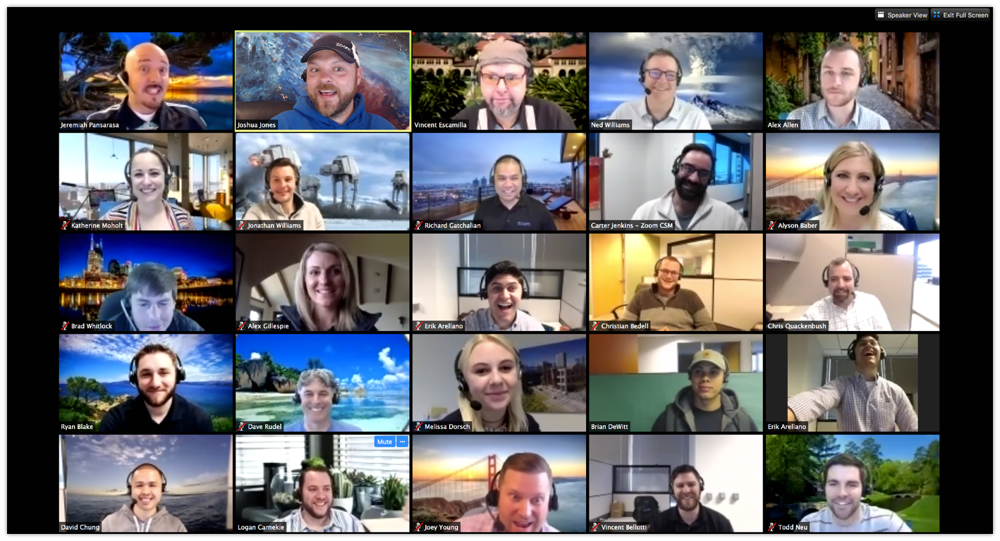 Speaker View Exit Full Screen
Jeremiah Pansarasa
zoom
Joshua Jones
Vincent Escamilla
Ned Williams
Alex Allen
Katherine Moholt
Jonathan Williams
zoom
Richard Gatchalian
Carter Jenkins – Zoom CSM
Alyson Baber
Brad Whitlock
Alex Gillespie
Erik Arellano
Christian Bedell
Chris Quackenbush
Ryan Blake
Dave Rudel
Melissa Dorsch
Brian DeWitt
Erik Arellano
Mute ...
David Chung
Logan Carnekie
Joey Young
Vincent Bellotti
Todd Neu